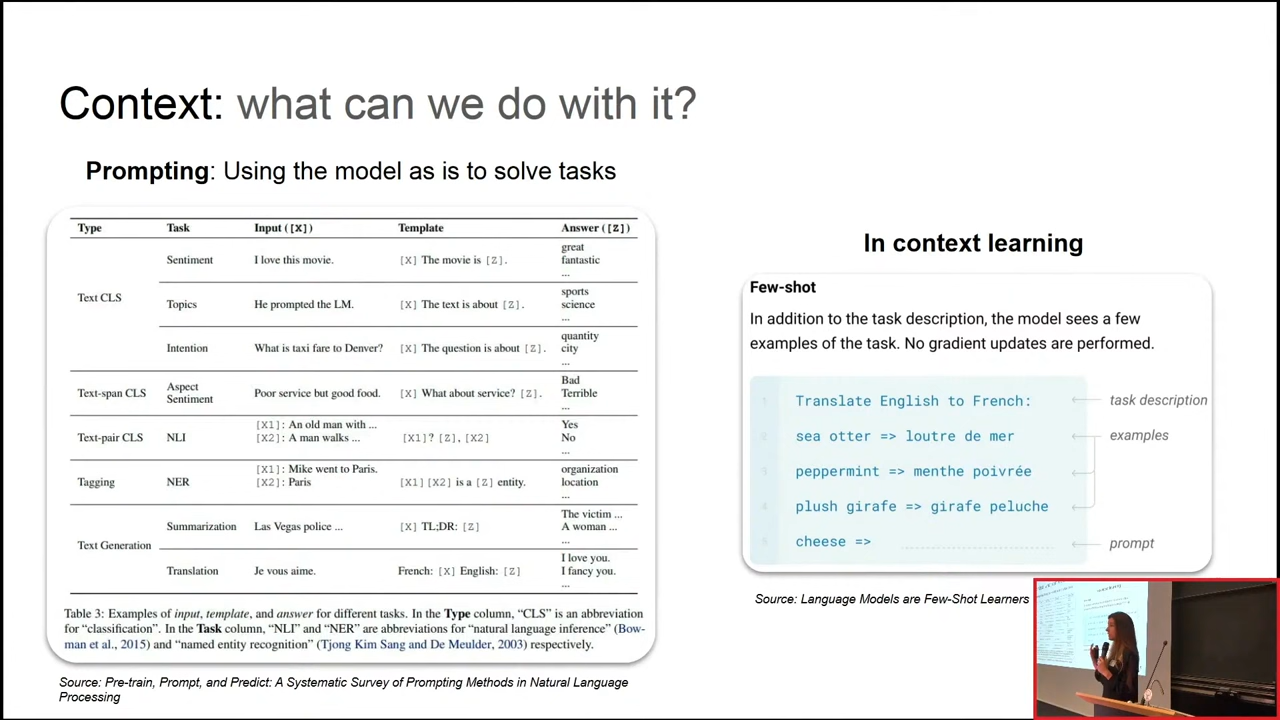 Context: what can we do with it?
Prompting: Using the model as is to solve tasks
Type Task Input ([X]) Template Answer ([Z])
Text CLS
Sentiment I love this movie. [X] The movie is [Z]. great
fantastic
...
Topics He prompted the LM. [X] The text is about [Z]. sports
science
...
Intention What is taxi fare to Denver? [X] The question is about [Z]. quantity
city
...
Text-span CLS Aspect
Sentiment Poor service but good food. [X] What about service? [Z]. Bad
Terrible
...
Text-pair CLS NLI [X1]: An old man with ...
[X2]: A man walks ... [X1]? [Z], [X2] Yes
No
...
Tagging NER [X1]: Mike went to Paris.
[X2]: Paris [X1] [X2] is a [Z] entity. organization
location
...
Text Generation
Summarization Las Vegas police ... [X] TL;DR: [Z] The victim ...
A woman ...
...
Translation Je vous aime. French: [X] English: [Z] I love you.
I fancy you.
...
Table 3: Examples of input, template, and answer for different tasks. In the Type column, “CLS” is an abbreviation
for “classification”. In the Task column, “NLI” and “NER” are abbreviations for “natural language inference” (Bow-
man et al., 2015) and “named entity recognition” (Tjong Kim Sang and De Meulder, 2003) respectively.
Source: Pre-train, Prompt, and Predict: A Systematic Survey of Prompting Methods in Natural Language
Processing
In context learning
Few-shot
In addition to the task description, the model sees a few
examples of the task. No gradient updates are performed.
1 Translate English to French: task description
2 sea otter => loutre de mer examples
3 peppermint => menthe poivrée
4 plush girafe => girafe peluche
5 cheese => prompt
Source: Language Models are Few-Shot Learners